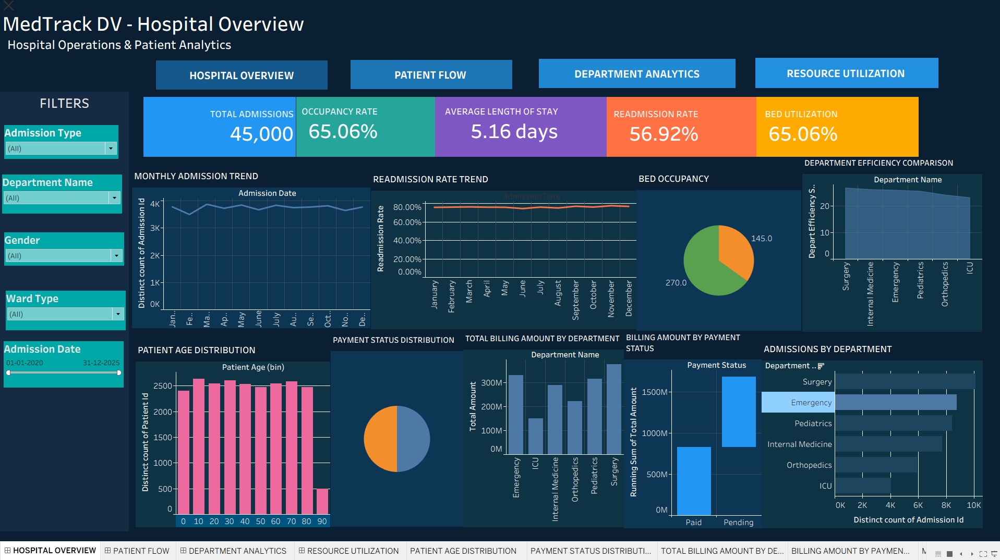 MedTrack DV - Hospital Overview
Hospital Operations & Patient Analytics
HOSPITAL OVERVIEW
PATIENT FLOW
DEPARTMENT ANALYTICS
RESOURCE UTILIZATION
FILTERS
Admission Type
(All)
Department Name
(All)
Gender
(All)
Ward Type
(All)
Admission Date
01-01-2020 31-12-2025
TOTAL ADMISSIONS
45,000
OCCUPANCY RATE
65.06%
AVERAGE LENGTH OF STAY
5.16 days
READMISSION RATE
56.92%
BED UTILIZATION
65.06%
MONTHLY ADMISSION TREND
Admission Date
Distinct count of Admission Id
4K
3K
2K
1K
0K
Jan..
Fe..
Ma..
Ap..
May
June
July
Au..
Se..
Oct..
No..
De..
READMISSION RATE TREND
Admission Date
Readmission Rate
80.00%
60.00%
40.00%
20.00%
0.00%
January
February
March
April
May
June
July
August
September
October
November
December
BED OCCUPANCY
145.0
270.0
DEPARTMENT EFFICIENCY COMPARISON
Department Name
Depart Efficiency S..
20
10
0
Surgery
Internal Medicine
Emergency
Pediatrics
Orthopedics
ICU
PATIENT AGE DISTRIBUTION
Patient Age (bin)
Distinct count of Patient Id
2500
2000
1500
1000
500
0
0 10 20 30 40 50 60 70 80 90
PAYMENT STATUS DISTRIBUTION
TOTAL BILLING AMOUNT BY DEPARTMENT
Department Name
Total Amount
300M
200M
100M
0M
Emergency
ICU
Internal Medicine
Orthopedics
Pediatrics
Surgery
BILLING AMOUNT BY PAYMENT
STATUS
Payment Status
Running Sum of Total Amount
1500M
1000M
500M
0M
Paid Pending
ADMISSIONS BY DEPARTMENT
Department ..
Surgery
Emergency
Pediatrics
Internal Medicine
Orthopedics
ICU
0K 2K 4K 6K 8K 10K
Distinct count of Admission Id
HOSPITAL OVERVIEW
PATIENT FLOW
DEPARTMENT ANALYTICS
RESOURCE UTILIZATION
PATIENT AGE DISTRIBUTION
PAYMENT STATUS DISTRIBUTI...
TOTAL BILLING AMOUNT BY DE...
BILLING AMOUNT BY PAYMEN...